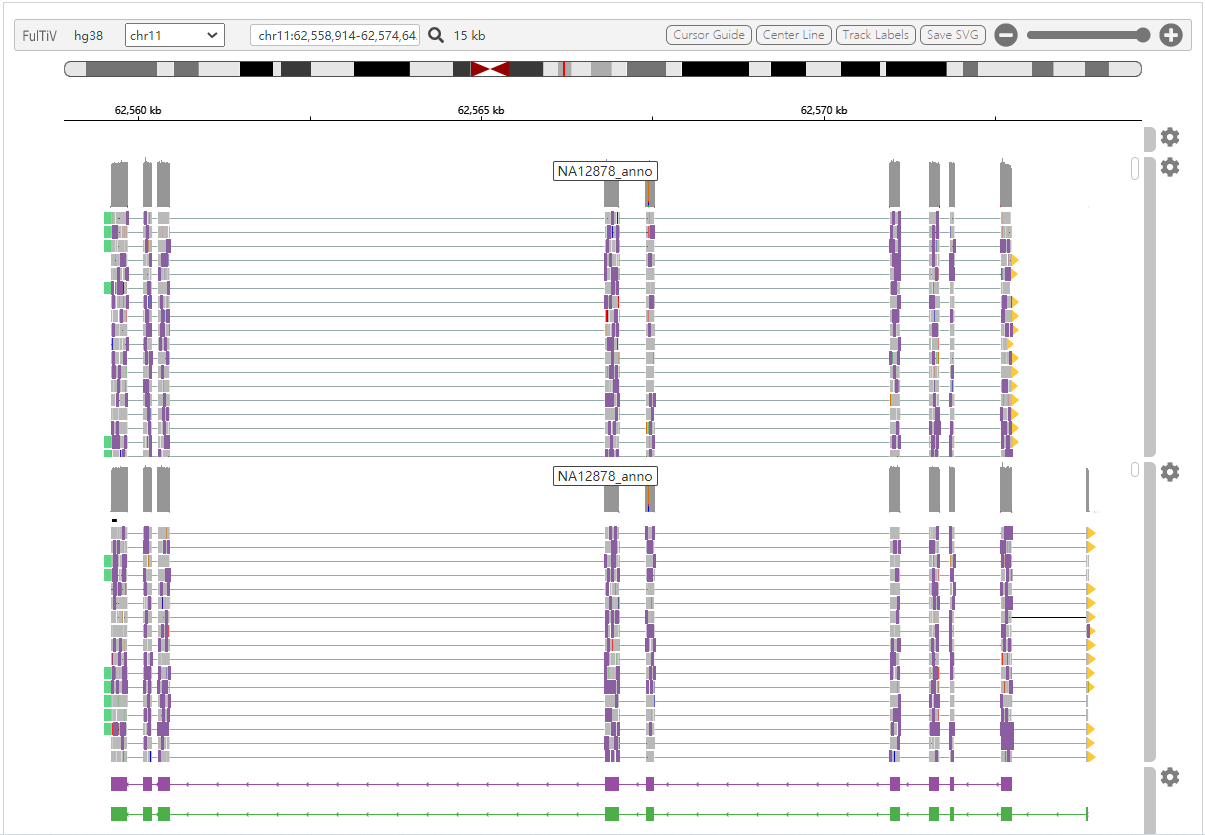 FulTiV hg38 chr11 chr11:62,558,914-62,574,64 15 kb Cursor Guide Center Line Track Labels Save SVG
62,560 kb 62,565 kb 62,570 kb
NA12878_anno
NA12878_anno